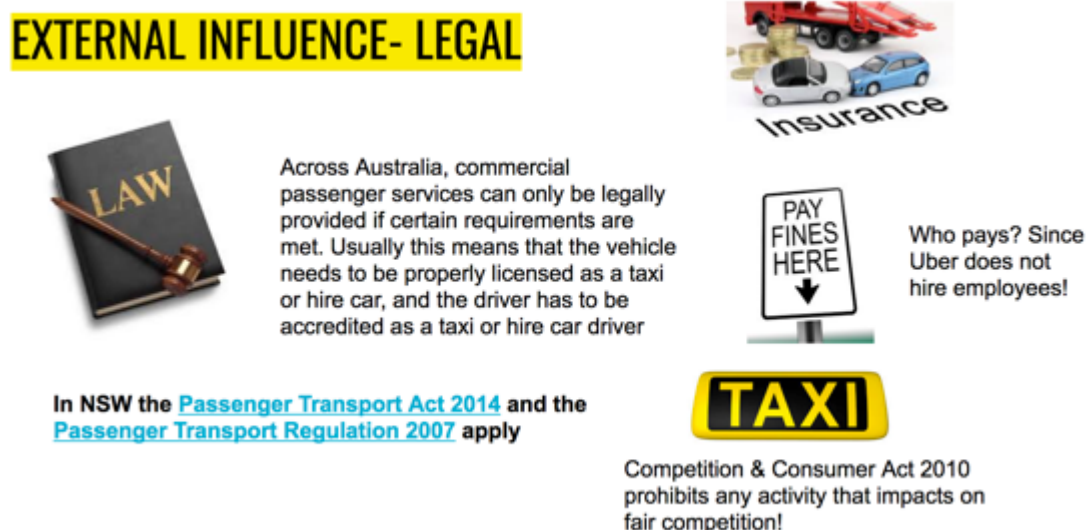 EXTERNAL INFLUENCE- LEGAL
Insurance
LAW
Across Australia, commercial
passenger services can only be legally
provided if certain requirements are
met. Usually this means that the vehicle
needs to be properly licensed as a taxi
or hire car, and the driver has to be
accredited as a taxi or hire car driver
PAY
FINES
HERE
Who pays? Since
Uber does not
hire employees!
In NSW the Passenger Transport Act 2014 and the
Passenger Transport Regulation 2007 apply
TAXI
Competition & Consumer Act 2010
prohibits any activity that impacts on
fair competition!